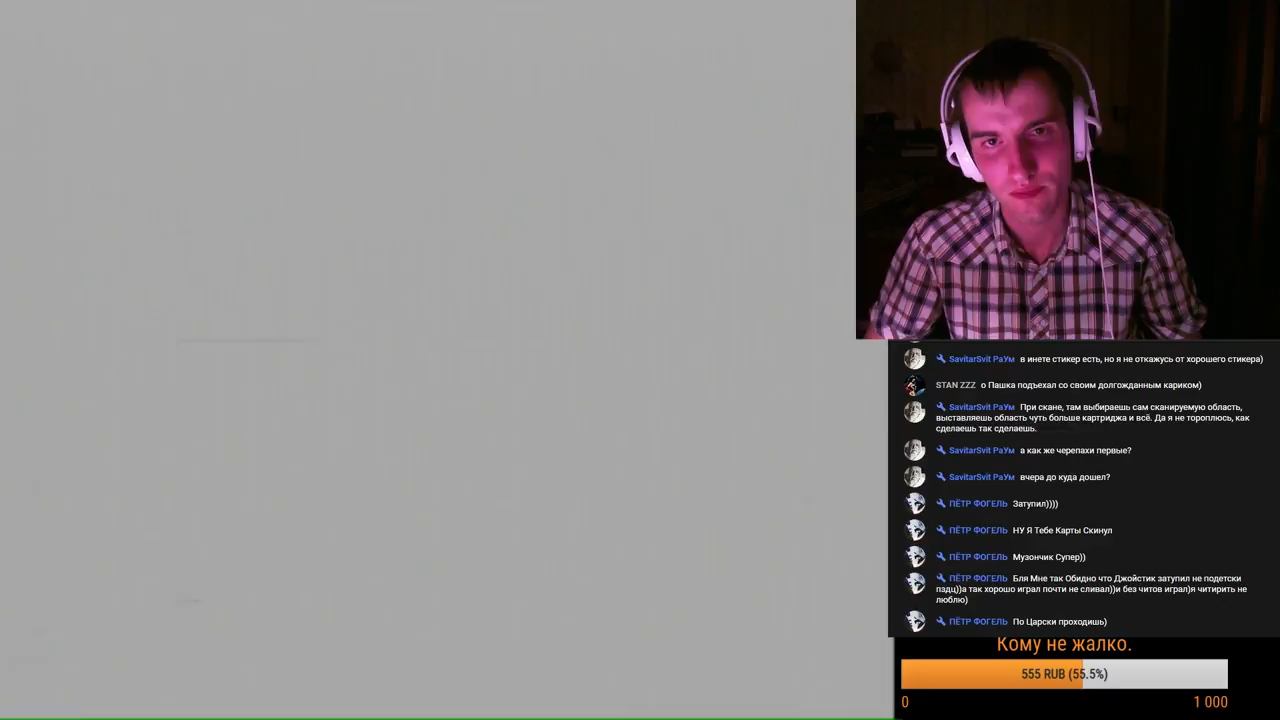 SavitarSvit РаУм в инете стикер есть, но я не откажусь от хорошего стикера)
STAN ZZZ о Пашка подъехал со своим долгожданным кариком)
SavitarSvit РаУм При скане, там выбираешь сам сканируемую область,
выставляешь область чуть больше картриджа и всё. Да я не тороплюсь, как
сделаешь так сделаешь.
SavitarSvit РаУм а как же черепахи первые?
SavitarSvit РаУм вчера до куда дошел?
ПЁТР ФОГЕЛЬ Затупил))))
ПЁТР ФОГЕЛЬ НУ Я Тебе Карты Скинул
ПЁТР ФОГЕЛЬ Музончик Супер))
ПЁТР ФОГЕЛЬ Бля Мне так Обидно что Джойстик затупил не подетски
пздц))а так хорошо играл почти не сливал))и без читов играл)я читирить не
люблю)
ПЁТР ФОГЕЛЬ По Царски проходишь)
Кому не жалко.
555 RUB (55.5%)
0 1 000